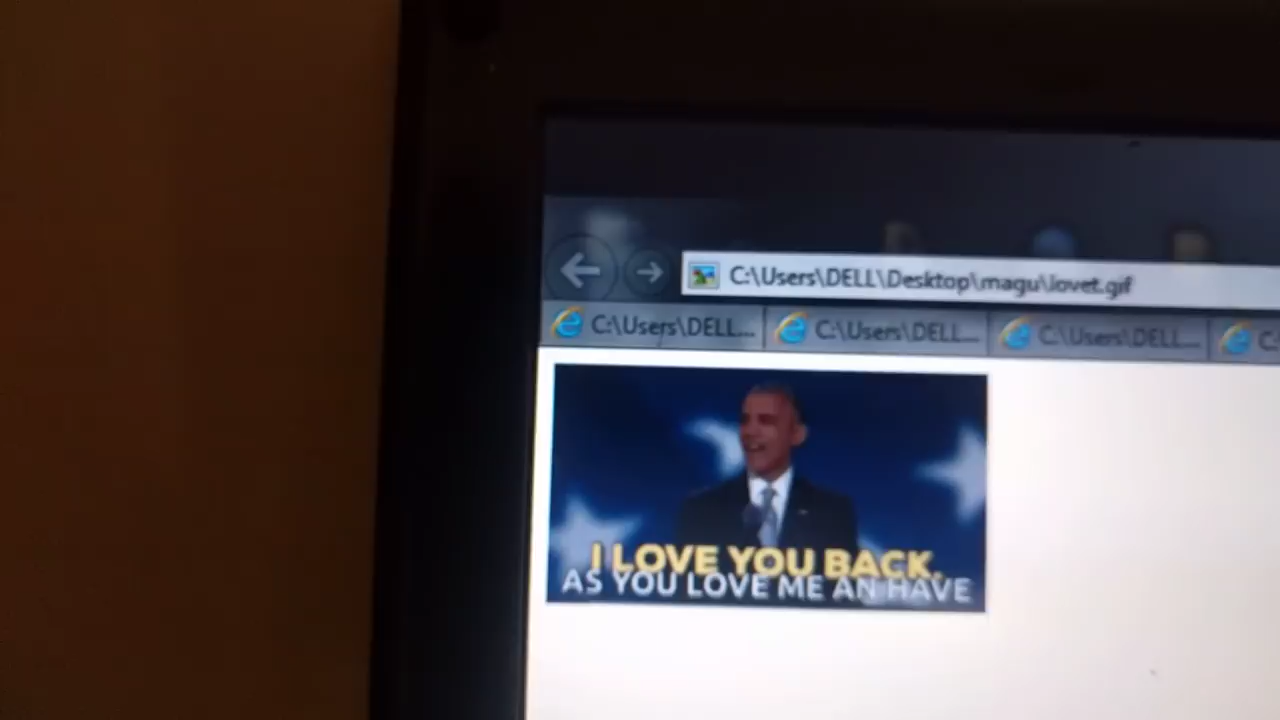 C:\Users\DELL\Desktop\magu\lovet.gif
C:\Users\DELL... C:\Users\DELL... C:\Users\DELL... C:
I LOVE YOU BACK.
AS YOU LOVE ME AN HAVE